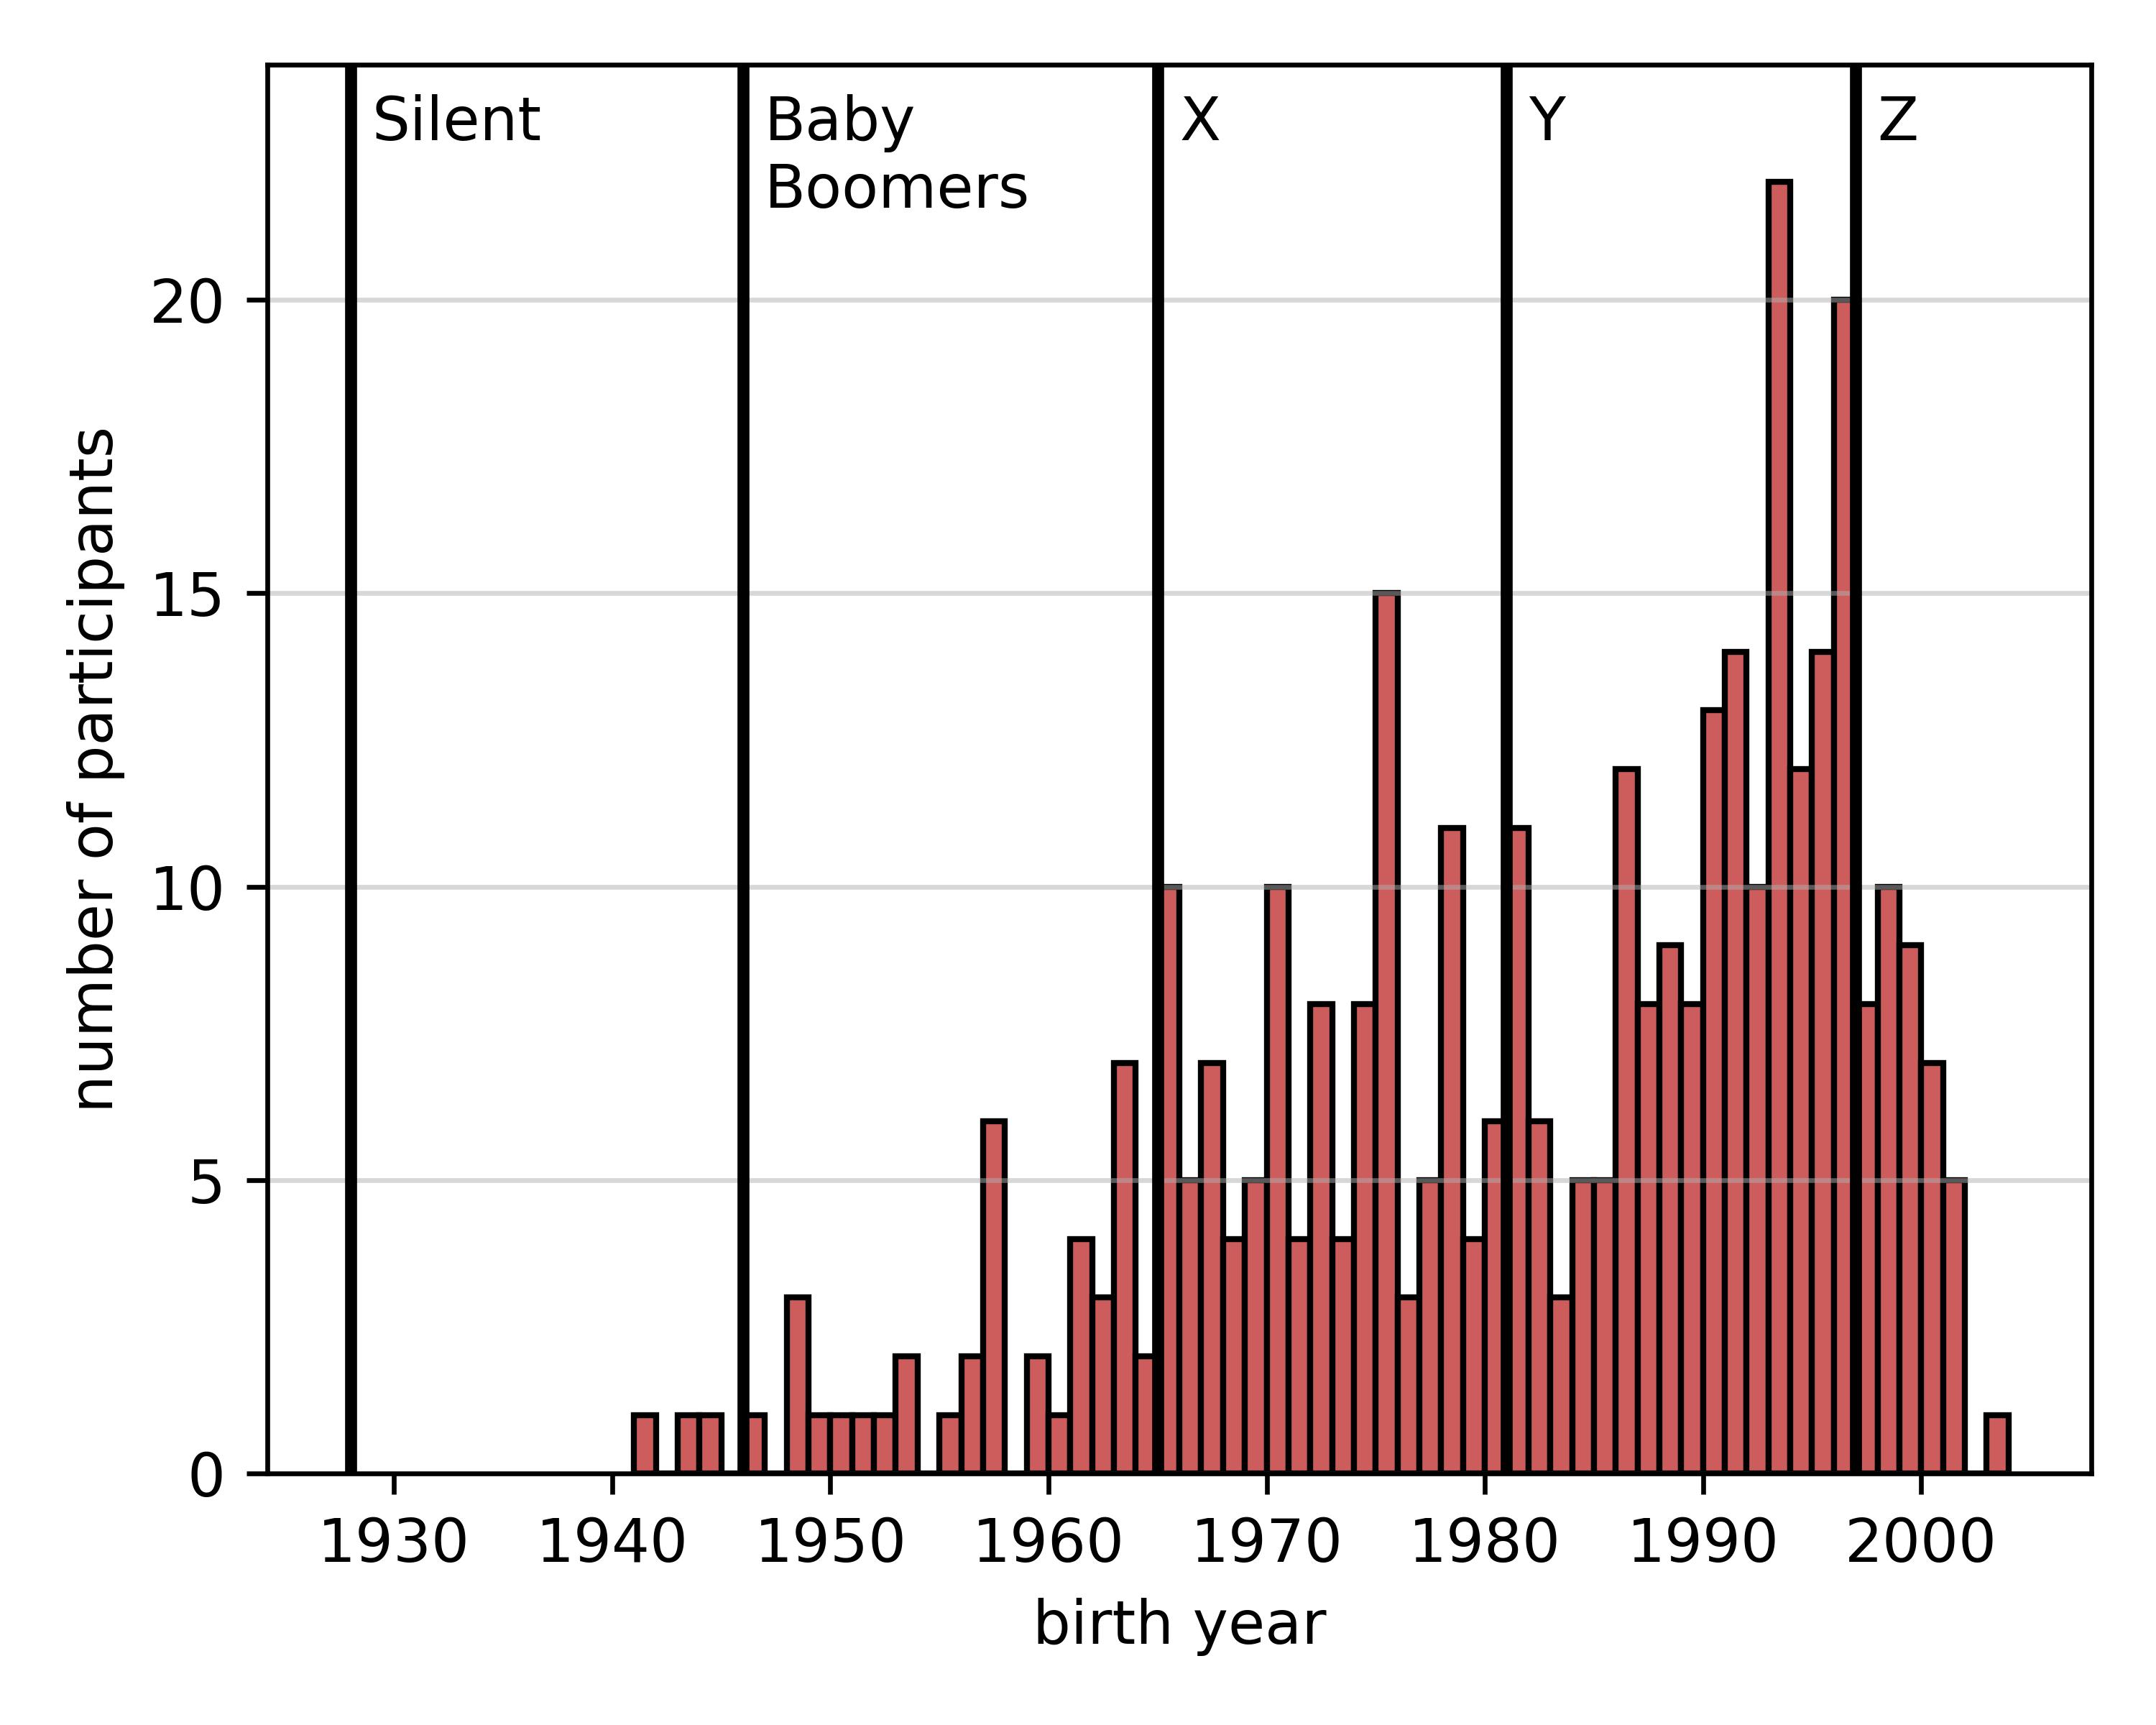 Silent
Baby
Boomers
X
Y
Z
20
15
10
5
0
number of participants
1930
1940
1950
1960
1970
1980
1990
2000
birth year